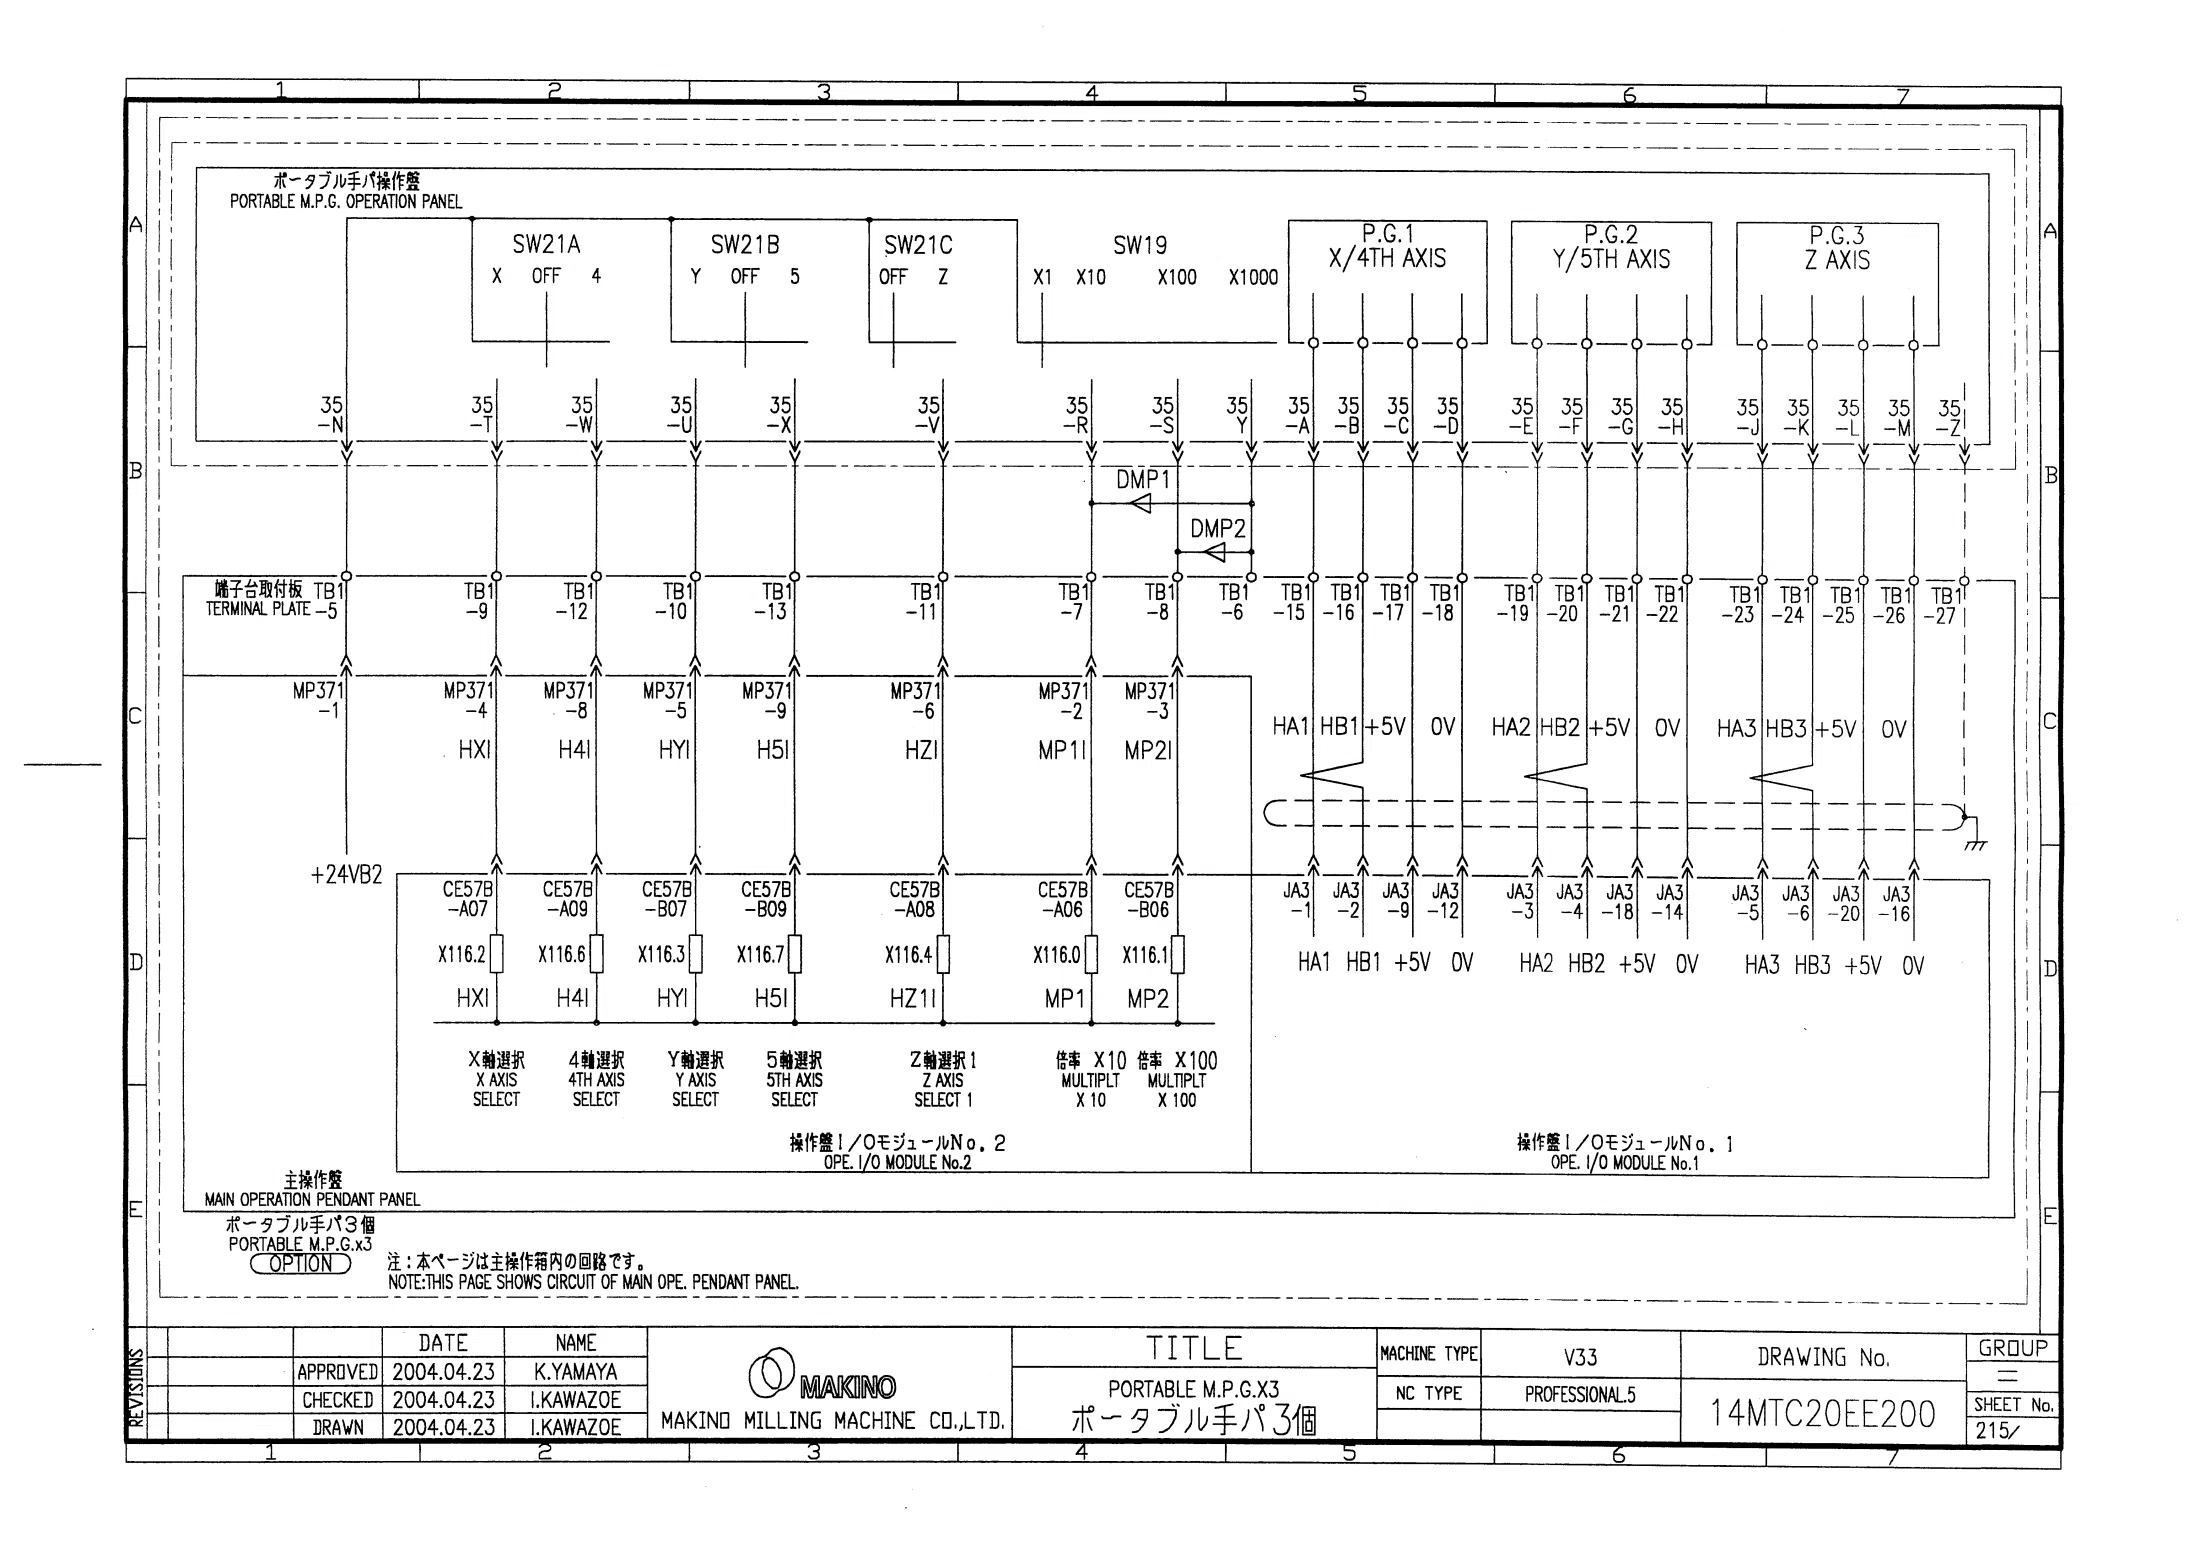 1 2 3 4 5 6 7
ポータブル手パ操作盤
PORTABLE M.P.G. OPERATION PANEL
A A
SW21A SW21B SW21C SW19
X OFF 4 Y OFF 5 OFF Z X1 X10 X100 X1000
P.G.1 P.G.2 P.G.3
X/4TH AXIS Y/5TH AXIS Z AXIS
35 35 35 35 35 35 35 35 35 35 35 35 35 35 35 35 35 35 35 35 35 35
-N -T -W -U -X -V -R -S Y -A -B -C -D -E -F -G -H -J -K -L -M -Z
B B
DMP1
DMP2
端子台取付板 TB1 TB1 TB1 TB1 TB1 TB1 TB1 TB1 TB1 TB1 TB1 TB1 TB1 TB1 TB1 TB1 TB1 TB1 TB1 TB1 TB1 TB1
TERMINAL PLATE -5 -9 -12 -10 -13 -11 -7 -8 -6 -15 -16 -17 -18 -19 -20 -21 -22 -23 -24 -25 -26 -27
MP371 MP371 MP371 MP371 MP371 MP371 MP371 MP371
-1 -4 -8 -5 -9 -6 -2 -3
C C
HA1 HB1 +5V 0V HA2 HB2 +5V 0V HA3 HB3 +5V 0V
HXI H4I HYI H5I HZI MP1I MP2I
+24VB2
CE57B CE57B CE57B CE57B CE57B CE57B CE57B JA3 JA3 JA3 JA3 JA3 JA3 JA3 JA3 JA3 JA3 JA3 JA3
-A07 -A09 -B07 -B09 -A08 -A06 -B06 -1 -2 -9 -12 -3 -4 -18 -14 -5 -6 -20 -16
D X116.2 X116.6 X116.3 X116.7 X116.4 X116.0 X116.1 HA1 HB1 +5V 0V HA2 HB2 +5V 0V HA3 HB3 +5V 0V D
HXI H4I HYI H5I HZ1I MP1 MP2
X軸選択 4軸選択 Y軸選択 5軸選択 Z軸選択1 倍率 X10 倍率 X100
X AXIS 4TH AXIS Y AXIS 5TH AXIS Z AXIS MULTIPLT MULTIPLT
SELECT SELECT SELECT SELECT SELECT 1 X 10 X 100
操作盤I/OモジュールNo.2 操作盤I/OモジュールNo.1
OPE. I/O MODULE No.2 OPE. I/O MODULE No.1
主操作盤
MAIN OPERATION PENDANT PANEL
E E
ポータブル手パ3個
PORTABLE M.P.G.x3
OPTION
注:本ページは主操作箱内の回路です。
NOTE:THIS PAGE SHOWS CIRCUIT OF MAIN OPE. PENDANT PANEL.
REVISIONS
DATE NAME
APPROVED 2004.04.23 K.YAMAYA
CHECKED 2004.04.23 I.KAWAZOE
DRAWN 2004.04.23 I.KAWAZOE
MAKINO
MAKINO MILLING MACHINE CO.,LTD.
TITLE
PORTABLE M.P.G.X3
ポータブル手パ3個
MACHINE TYPE V33
NC TYPE PROFESSIONAL.5
DRAWING No.
14MTC20EE200
GROUP
=
SHEET No.
215/
1 2 3 4 5 6 7